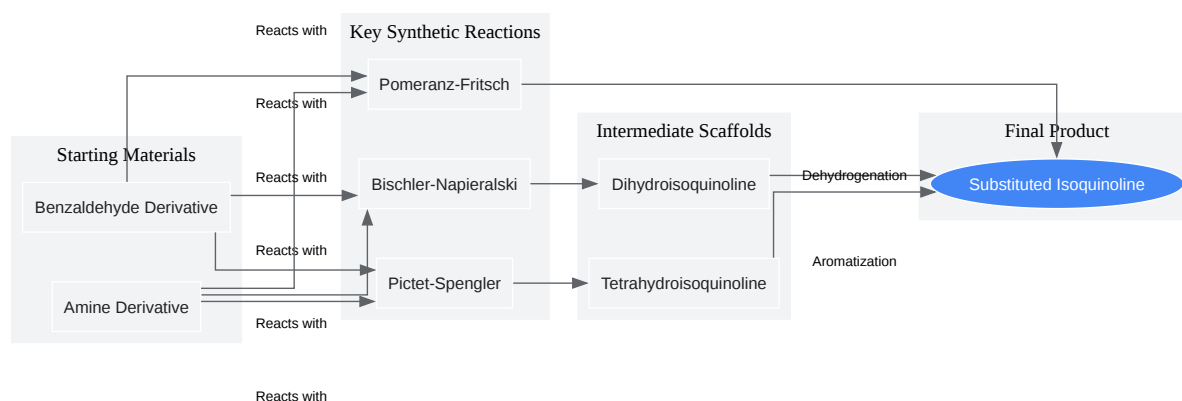 Reacts with
Key Synthetic Reactions
Pomeranz-Fritsch
Reacts with
Intermediate Scaffolds
Final Product
Starting Materials
Reacts with
Bischler-Napieralski
Dihydroisoquinoline
Dehydrogenation
Substituted Isoquinoline
Benzaldehyde Derivative
Reacts with
Aromatization
Pictet-Spengler
Tetrahydroisoquinoline
Amine Derivative
Reacts with
Reacts with